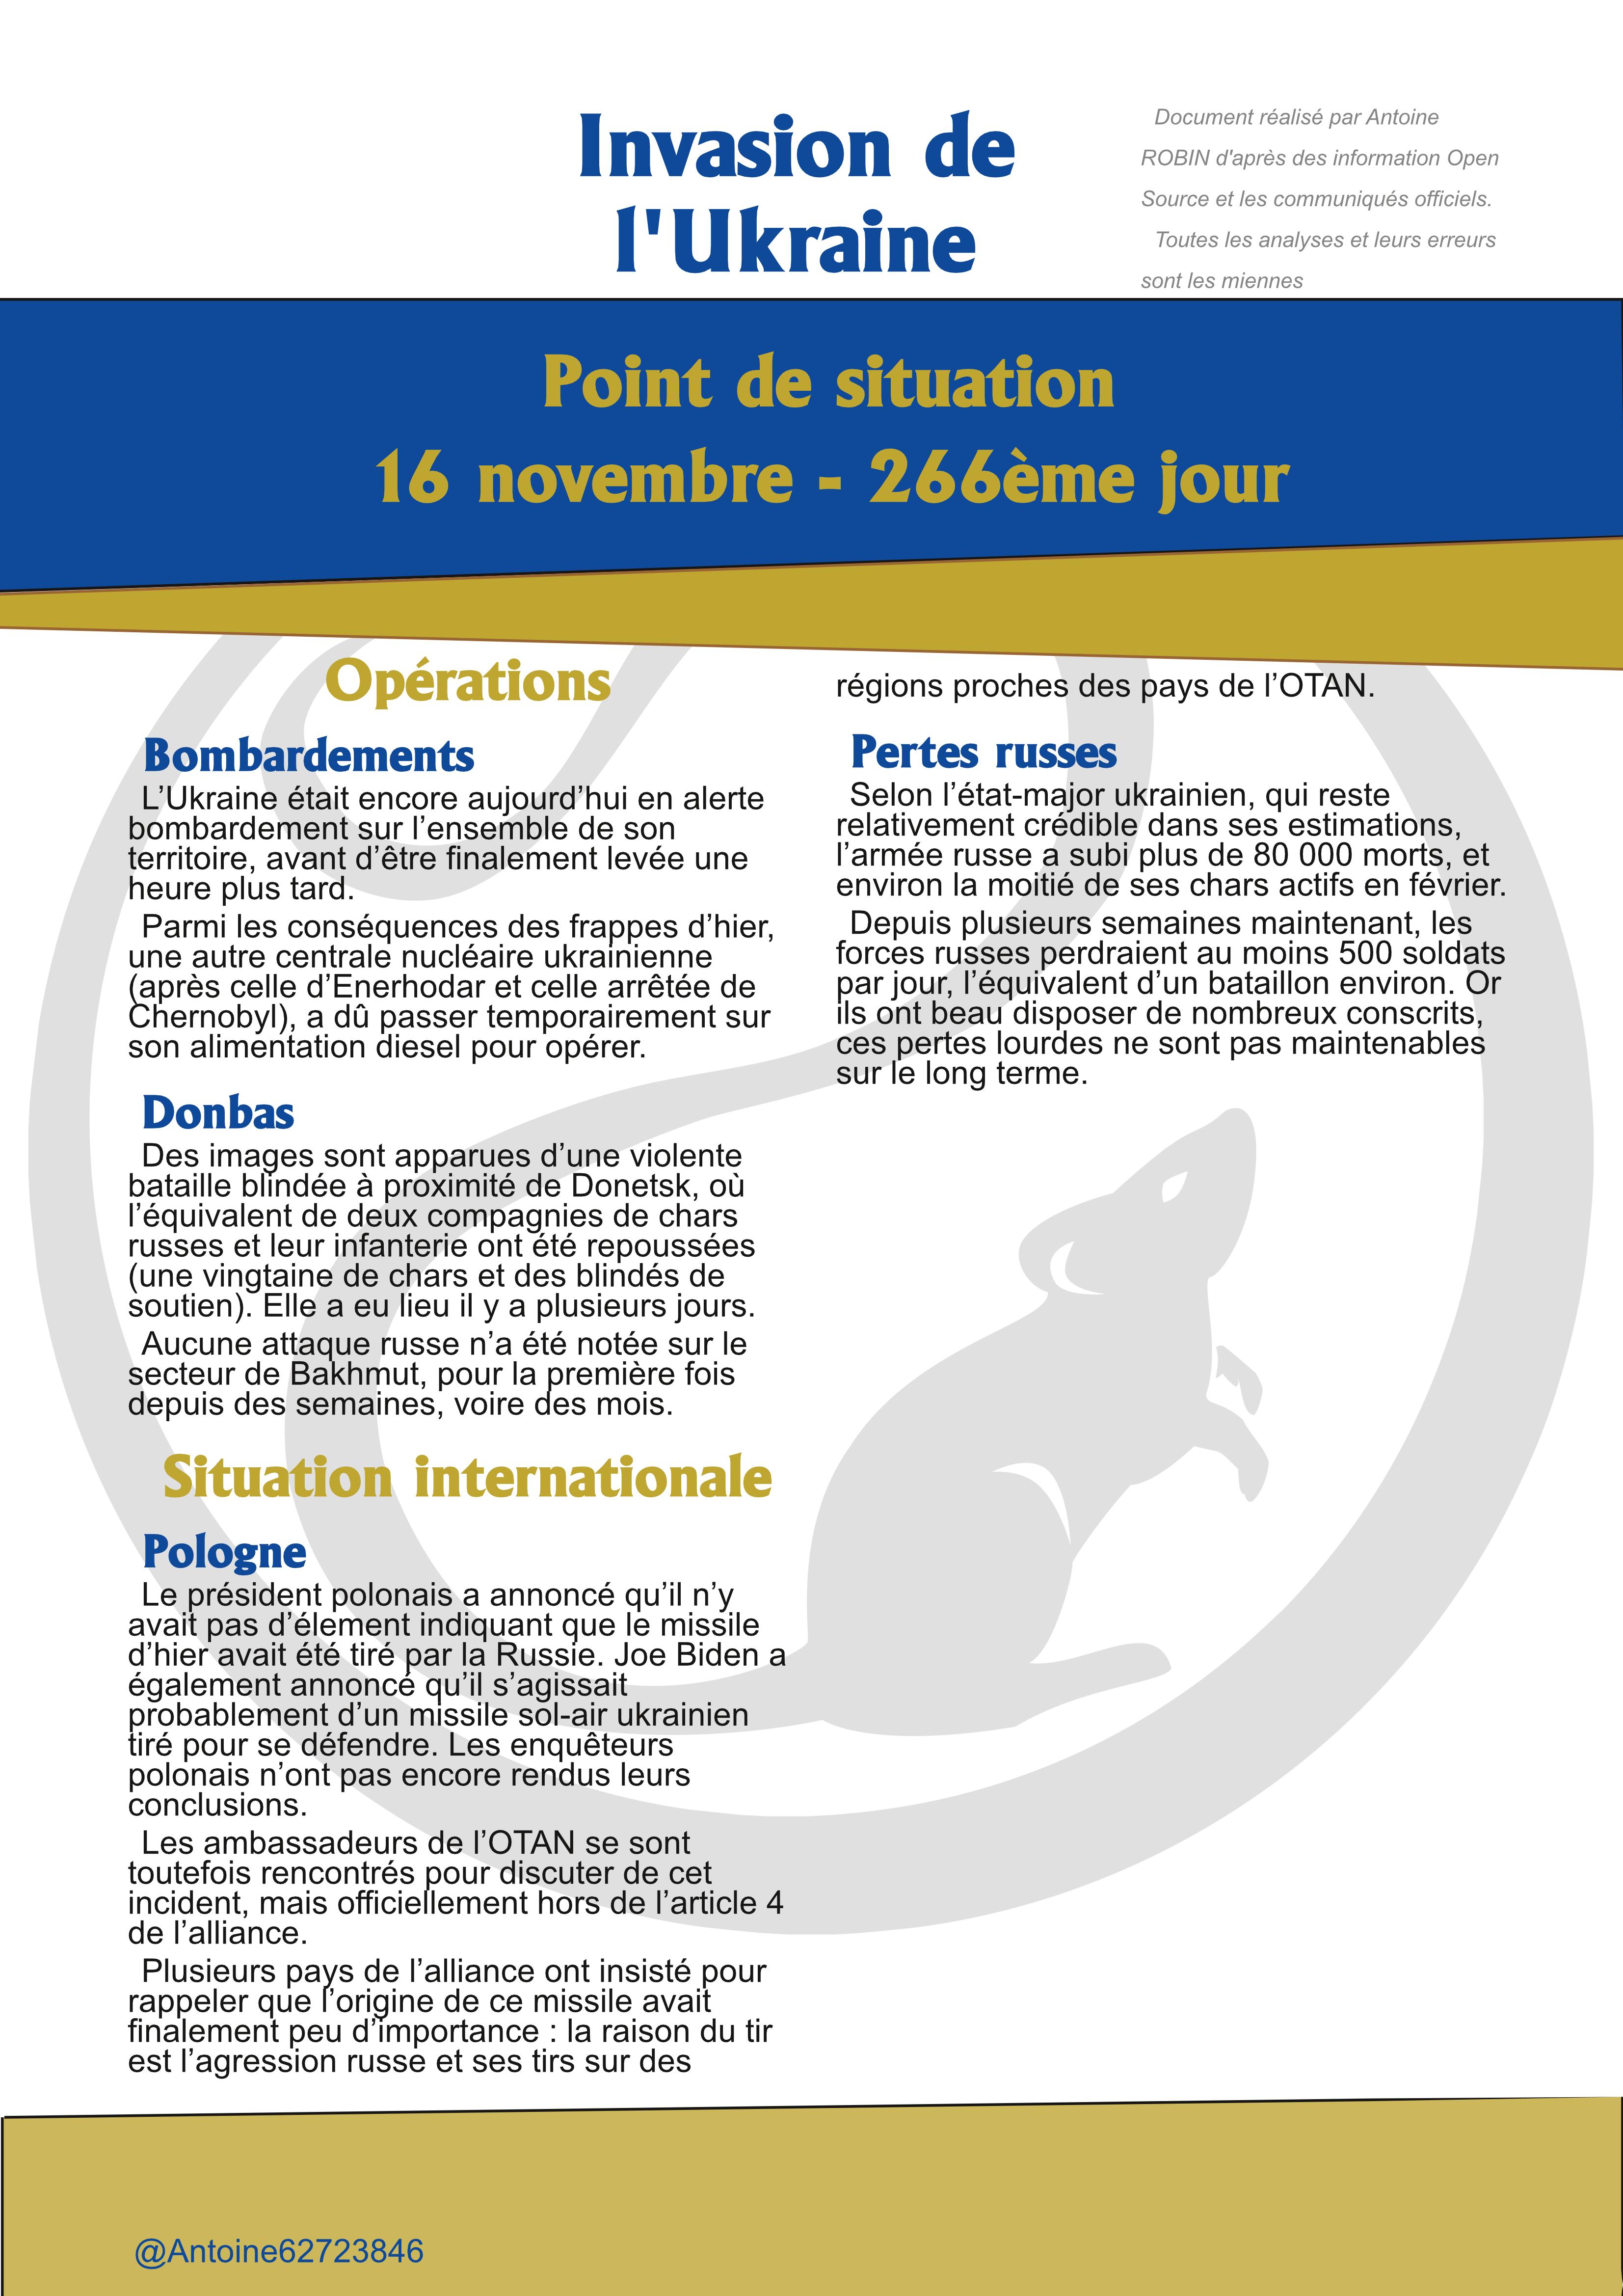 Invasion de
l'Ukraine
Document réalisé par Antoine
ROBIN d'après des information Open
Source et les communiqués officiels.
Toutes les analyses et leurs erreurs
sont les miennes
Point de situation
16 novembre - 266ème jour
Opérations
Bombardements
L’Ukraine était encore aujourd’hui en alerte
bombardement sur l’ensemble de son
territoire, avant d’être finalement levée une
heure plus tard.
Parmi les conséquences des frappes d’hier,
une autre centrale nucléaire ukrainienne
(après celle d’Enerhodar et celle arrêtée de
Chernobyl), a dû passer temporairement sur
son alimentation diesel pour opérer.
Donbas
Des images sont apparues d’une violente
bataille blindée à proximité de Donetsk, où
l’équivalent de deux compagnies de chars
russes et leur infanterie ont été repoussées
(une vingtaine de chars et des blindés de
soutien). Elle a eu lieu il y a plusieurs jours.
Aucune attaque russe n’a été notée sur le
secteur de Bakhmut, pour la première fois
depuis des semaines, voire des mois.
Situation internationale
Pologne
Le président polonais a annoncé qu’il n’y
avait pas d’élement indiquant que le missile
d’hier avait été tiré par la Russie. Joe Biden a
également annoncé qu’il s’agissait
probablement d’un missile sol-air ukrainien
tiré pour se défendre. Les enquêteurs
polonais n’ont pas encore rendus leurs
conclusions.
Les ambassadeurs de l’OTAN se sont
toutefois rencontrés pour discuter de cet
incident, mais officiellement hors de l’article 4
de l’alliance.
Plusieurs pays de l’alliance ont insisté pour
rappeler que l’origine de ce missile avait
finalement peu d’importance : la raison du tir
est l’agression russe et ses tirs sur des
régions proches des pays de l’OTAN.
Pertes russes
Selon l’état-major ukrainien, qui reste
relativement crédible dans ses estimations,
l’armée russe a subi plus de 80 000 morts, et
environ la moitié de ses chars actifs en février.
Depuis plusieurs semaines maintenant, les
forces russes perdraient au moins 500 soldats
par jour, l’équivalent d’un bataillon environ. Or
ils ont beau disposer de nombreux conscrits,
ces pertes lourdes ne sont pas maintenables
sur le long terme.
@Antoine62723846